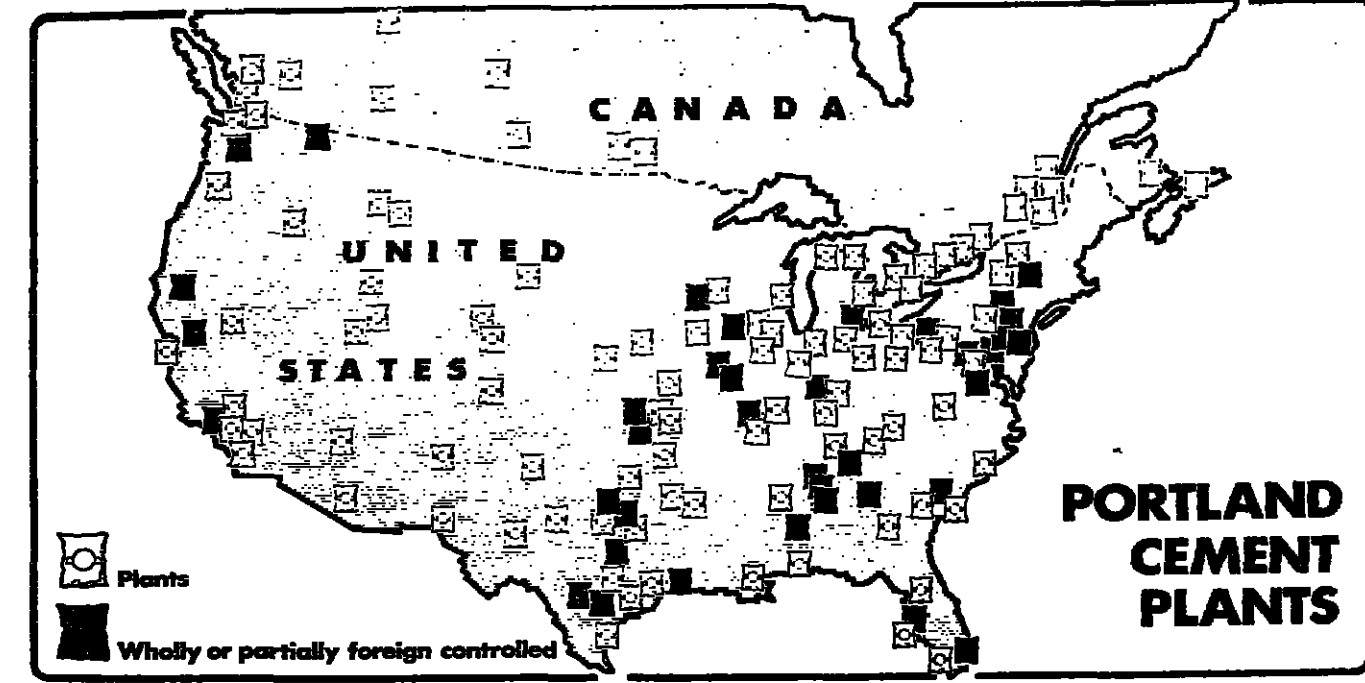 CANADA
UNITED
STATES
PORTLAND
CEMENT
PLANTS
Plants
Wholly or partially foreign controlled